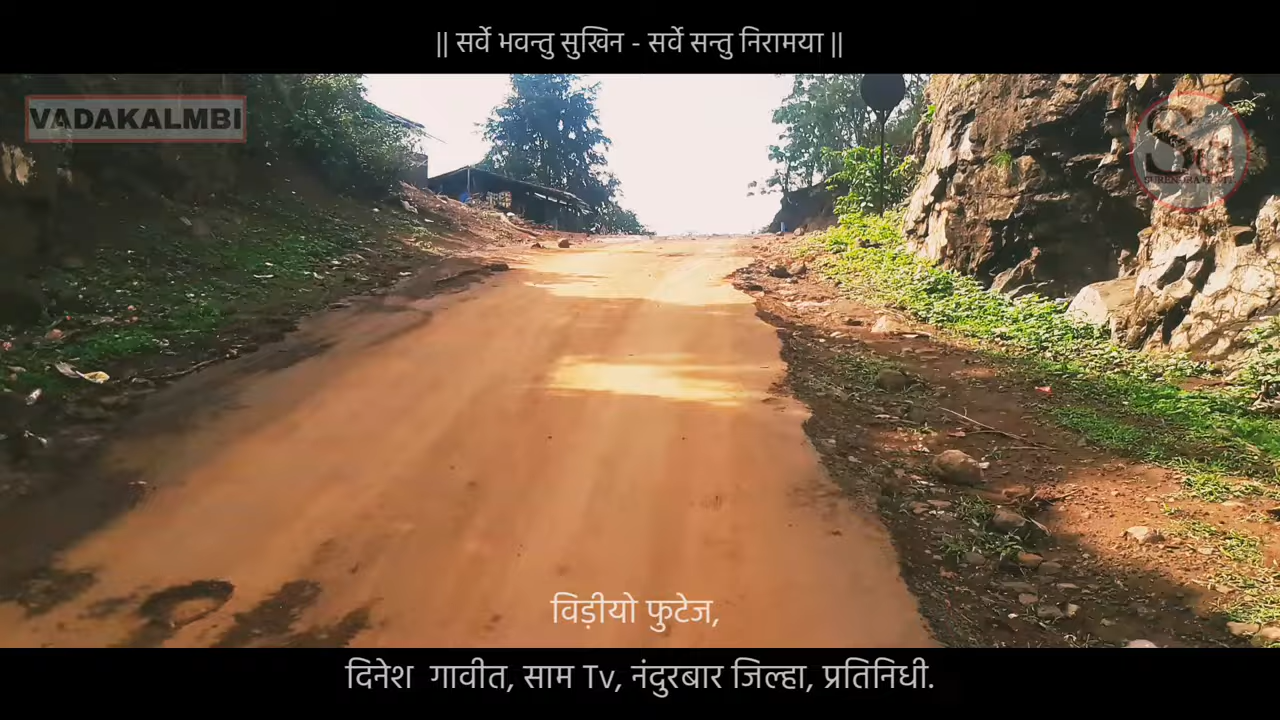 || सर्वे भवन्तु सुखिन - सर्वे सन्तु निरामया ||
VADAKALMBI
विड़ीयो फुटेज,
दिनेश गावीत, साम Tv, नंदुरबार जिल्हा, प्रतिनिधी.